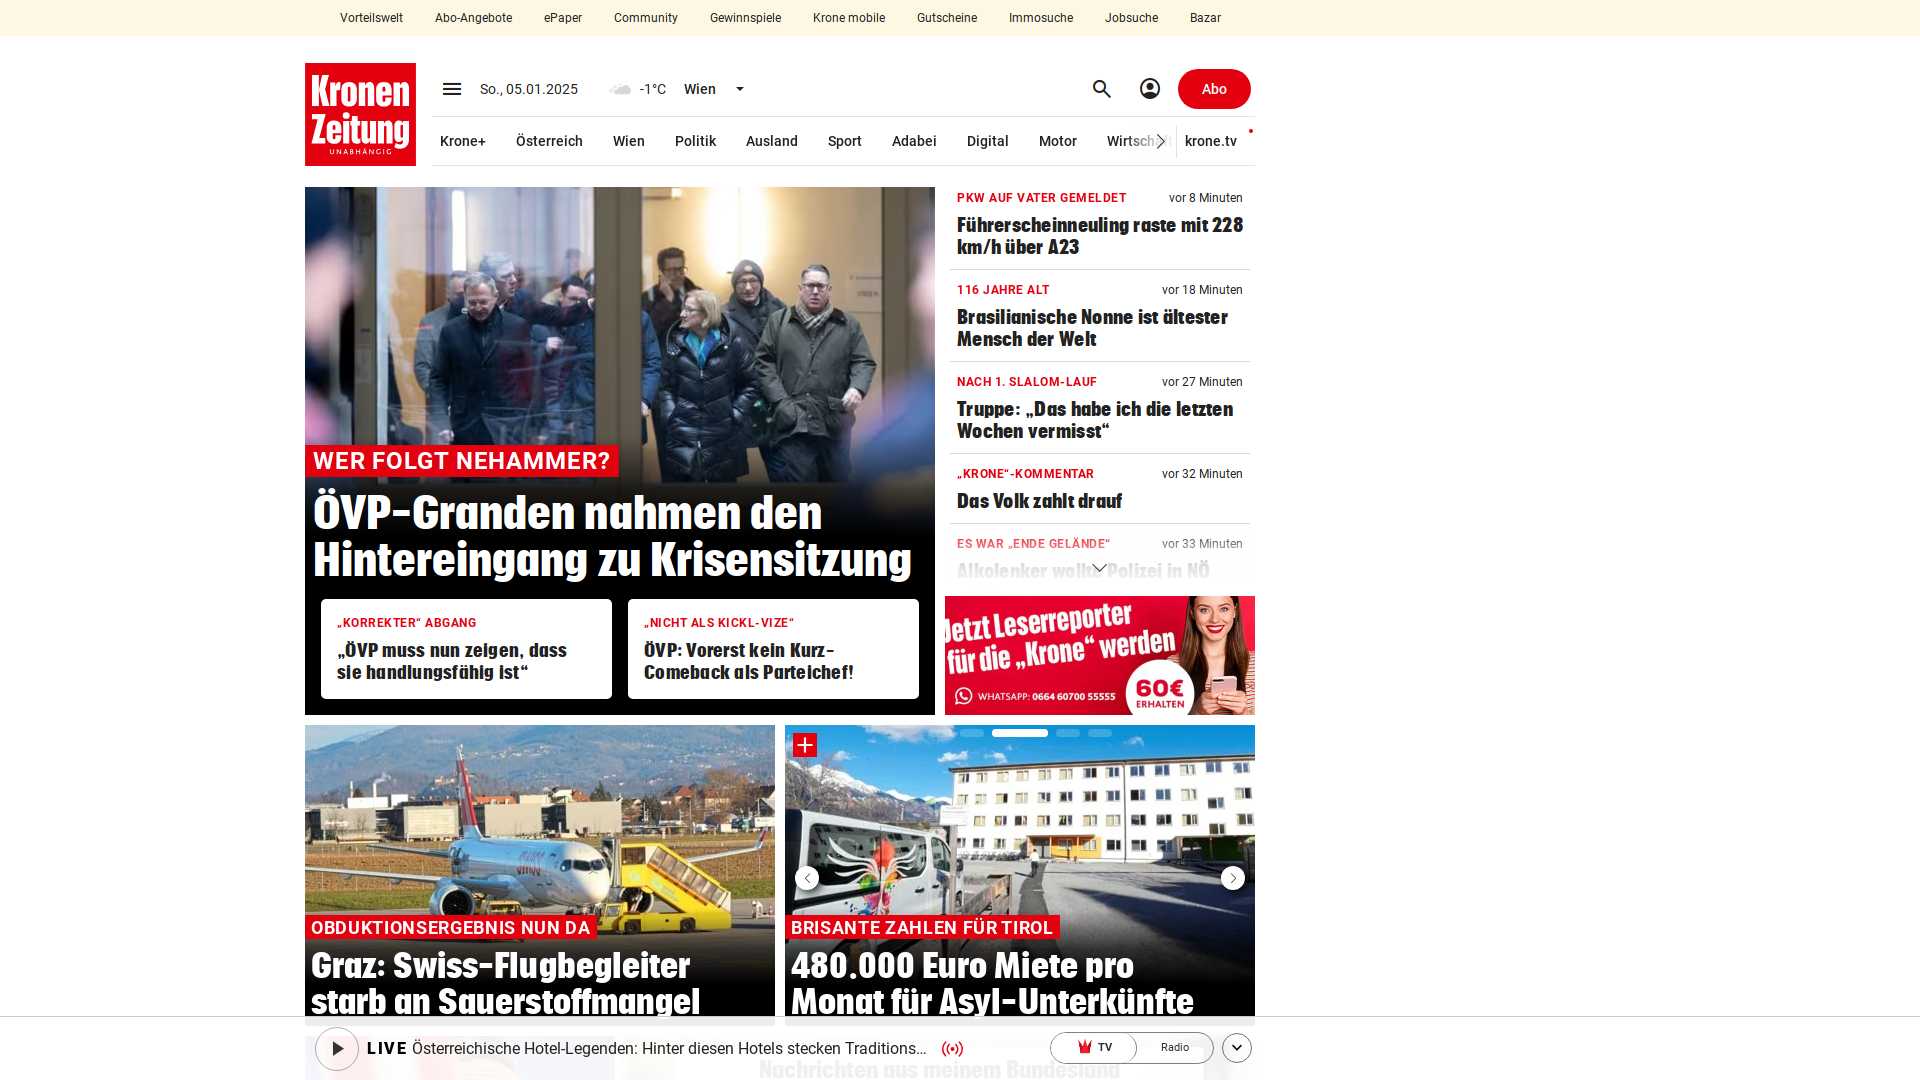 Vorteilswelt Abo-Angebote ePaper Community Gewinnspiele Krone mobile Gutscheine Immosuche Jobsuche Bazar
Kronen
Zeitung
UNABHÄNGIG
So., 05.01.2025 -1°C Wien
Abo
Krone+ Österreich Wien Politik Ausland Sport Adabei Digital Motor krone.tv
WER FOLGT NEHAMMER?
ÖVP-Granden nahmen den
Hintereingang zu Krisensitzung
„KORREKTER“ ABGANG
„ÖVP muss nun zeigen, dass
sie handlungsfähig ist“
„NICHT ALS KICKL-VIZE“
ÖVP: Vorerst kein Kurz-
Comeback als Parteichef!
PKW AUF VATER GEMELDET vor 8 Minuten
Führerscheinneuling raste mit 228
km/h über A23
116 JAHRE ALT vor 18 Minuten
Brasilianische Nonne ist ältester
Mensch der Welt
NACH 1. SLALOM-LAUF vor 27 Minuten
Truppe: „Das habe ich die letzten
Wochen vermisst“
„KRONE“-KOMMENTAR vor 32 Minuten
Das Volk zahlt drauf
ES WAR „ENDE GELÄNDE“ vor 33 Minuten
Alkolenker wollte Polizei in NÖ
Jetzt Leserreporter
für die „Krone“ werden
WHATSAPP: 0664 60700 55555
60€
ERHALTEN
OBDUKTIONSERGEBNIS NUN DA
Graz: Swiss-Flugbegleiter
starb an Sauerstoffmangel
BRISANTE ZAHLEN FÜR TIROL
480.000 Euro Miete pro
Monat für Asyl-Unterkünfte
LIVE Österreichische Hotel-Legenden: Hinter diesen Hotels stecken Traditions...
TV Radio
Nachrichten aus meinem Bundesland